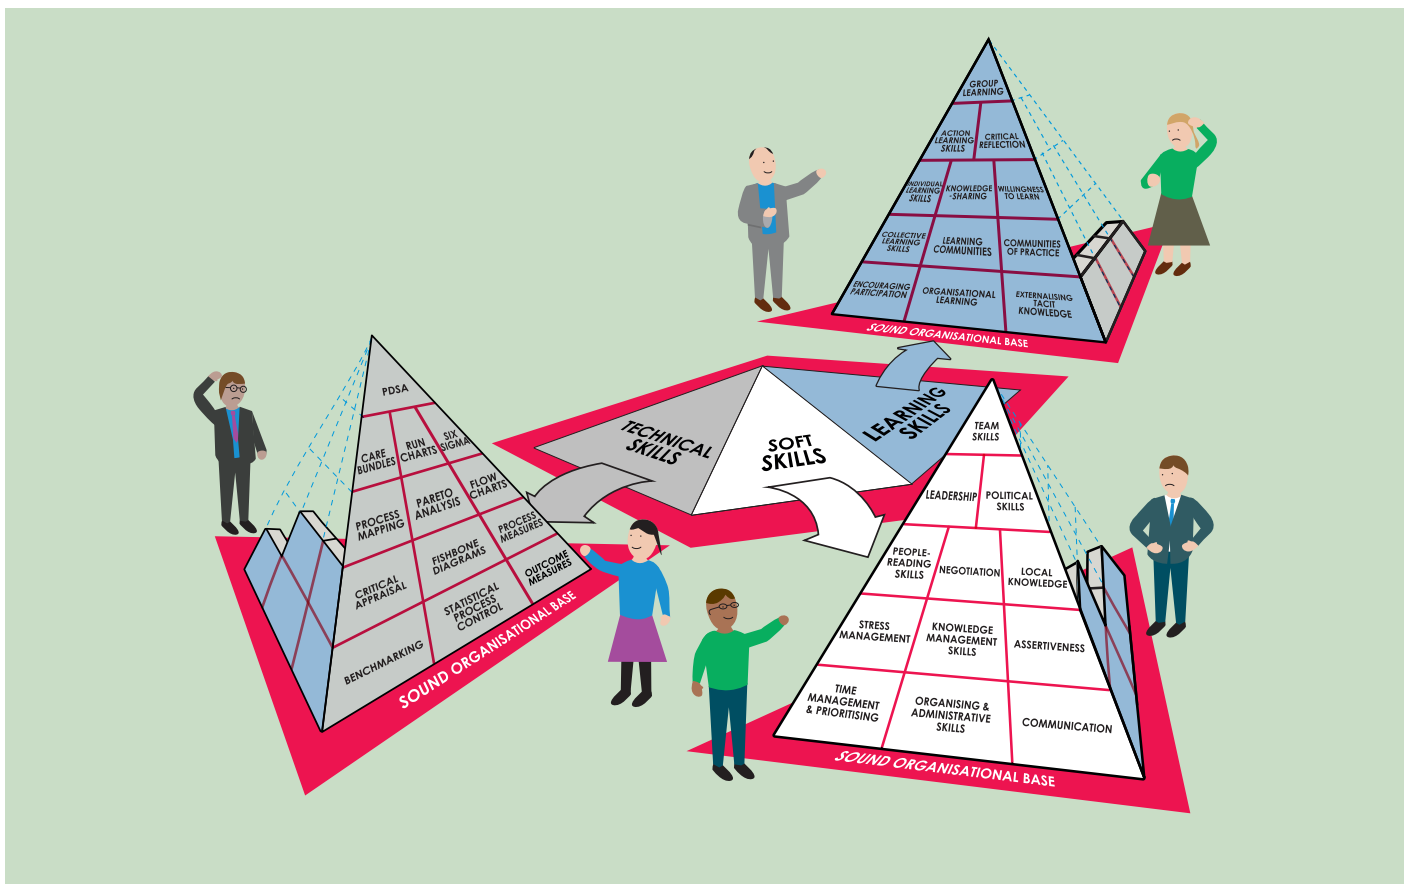 GROUP
LEARNING
ACTION
LEARNING
SKILLS
CRITICAL
REFLECTION
INDIVIDUAL
LEARNING
SKILLS
KNOWLEDGE
-SHARING
WILLINGNESS
TO LEARN
COLLECTIVE
LEARNING
SKILLS
LEARNING
COMMUNITIES
COMMUNITIES
OF PRACTICE
ENCOURAGING
PARTICIPATION
ORGANISATIONAL
LEARNING
EXTERNALISING
TACIT
KNOWLEDGE
SOUND ORGANISATIONAL BASE
TECHNICAL
SKILLS
SOFT
SKILLS
LEARNING
SKILLS
PDSA
CARE
BUNDLES
RUN
CHARTS
SIX
SIGMA
PROCESS
MAPPING
PARETO
ANALYSIS
FLOW
CHARTS
CRITICAL
APPRAISAL
FISHBONE
DIAGRAMS
PROCESS
MEASURES
BENCHMARKING
STATISTICAL
PROCESS
CONTROL
OUTCOME
MEASURES
SOUND ORGANISATIONAL BASE
TEAM
SKILLS
LEADERSHIP
POLITICAL
SKILLS
PEOPLE-
READING
SKILLS
NEGOTIATION
LOCAL
KNOWLEDGE
STRESS
MANAGEMENT
KNOWLEDGE
MANAGEMENT
SKILLS
ASSERTIVENESS
TIME
MANAGEMENT
& PRIORITISING
ORGANISING &
ADMINISTRATIVE
SKILLS
COMMUNICATION
SOUND ORGANISATIONAL BASE